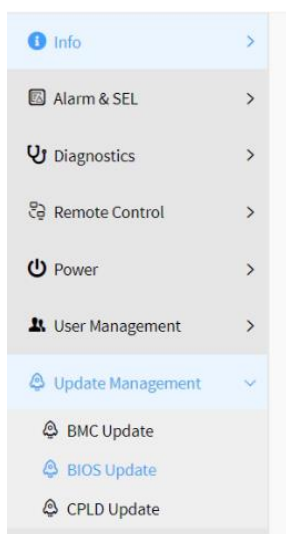 Info
Alarm & SEL
Diagnostics
Remote Control
Power
User Management
Update Management
BMC Update
BIOS Update
CPLD Update